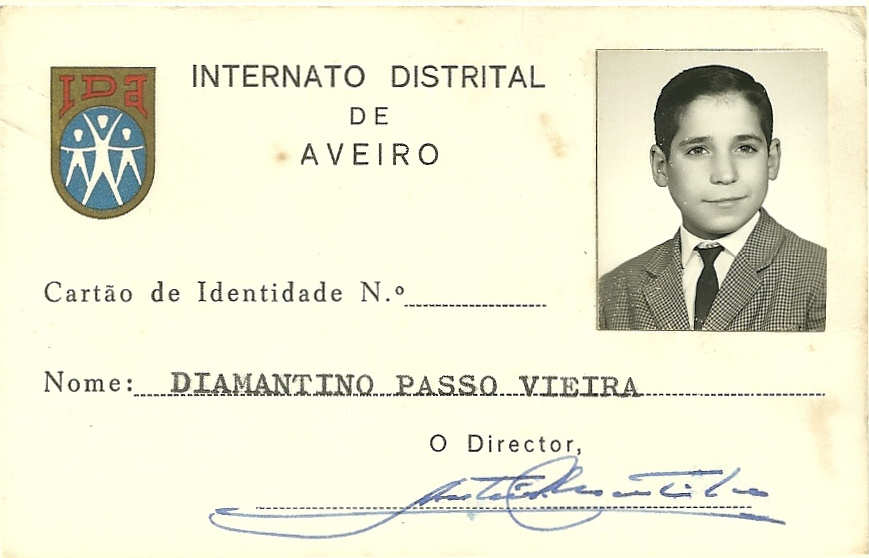 IDA
INTERNATO DISTRITAL
DE
AVEIRO
Cartão de Identidade N.º
Nome: DIAMANTINO PASSO VIEIRA
O Director,